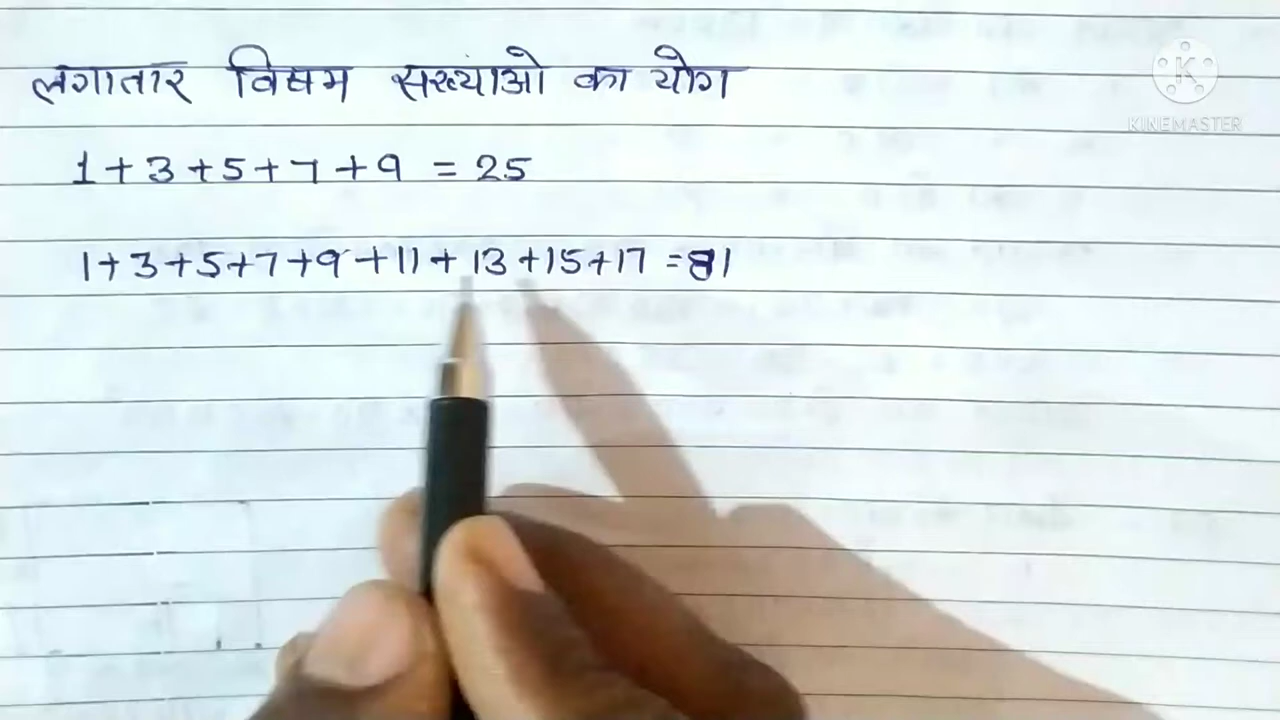 लगातार विषम सख्याओ का योग
KINEMASTER
1+3+5+7+9 = 25
1+3+5+7+9+11+13+15+17 = 81